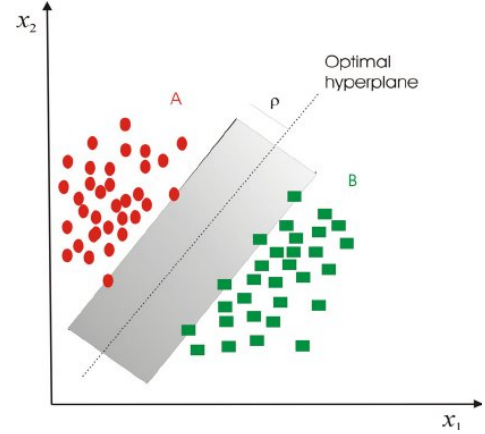 x₂
Optimal
hyperplane
A
ρ
B
x₁